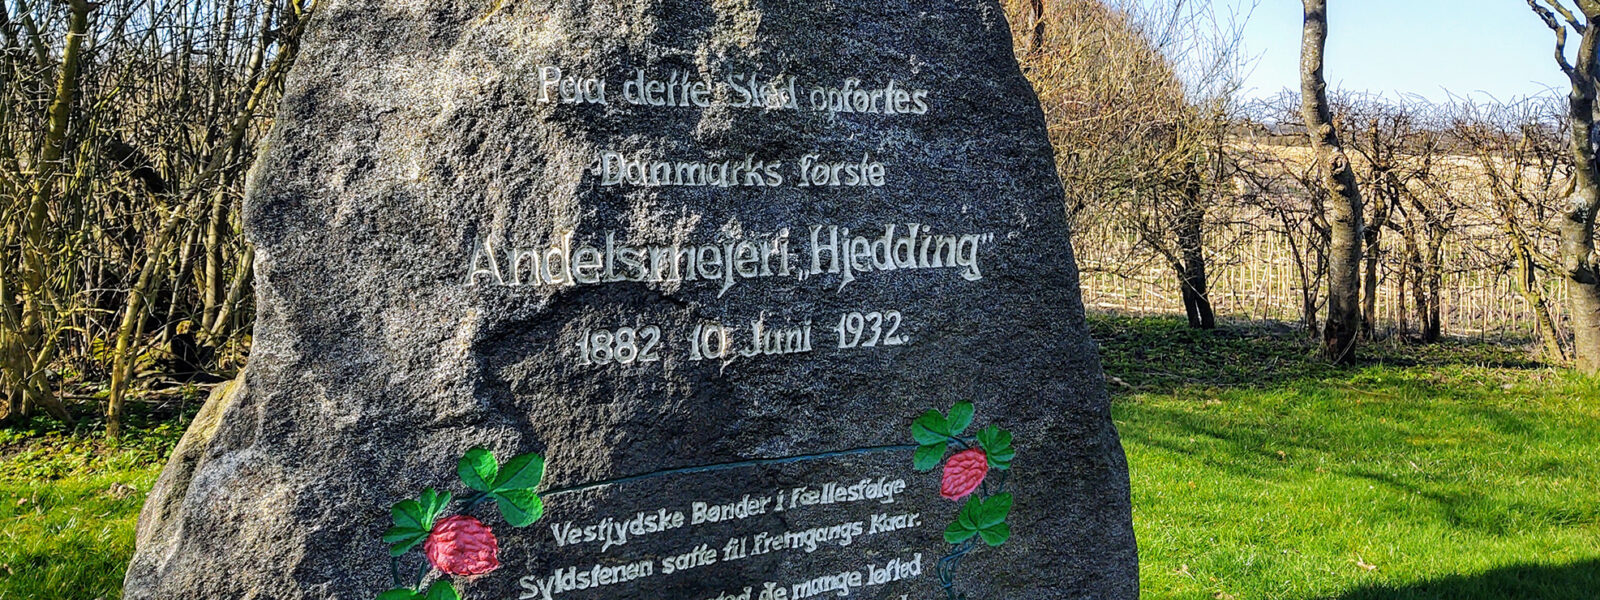 Paa dette Sted opførtes
Danmarks første
Andelsmejeri „Hjedding"
1882 10 Juni 1932.
Vestjydske Bønder i Fællesfølge
Syldstenen satte til Fremgangs Kaar.
de mange løfted